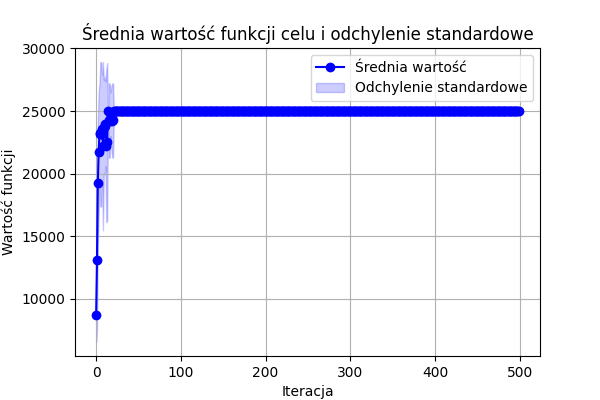 Średnia wartość funkcji celu i odchylenie standardowe
Średnia wartość
Odchylenie standardowe
Wartość funkcji
30000
25000
20000
15000
10000
0
100
200
300
400
500
Iteracja